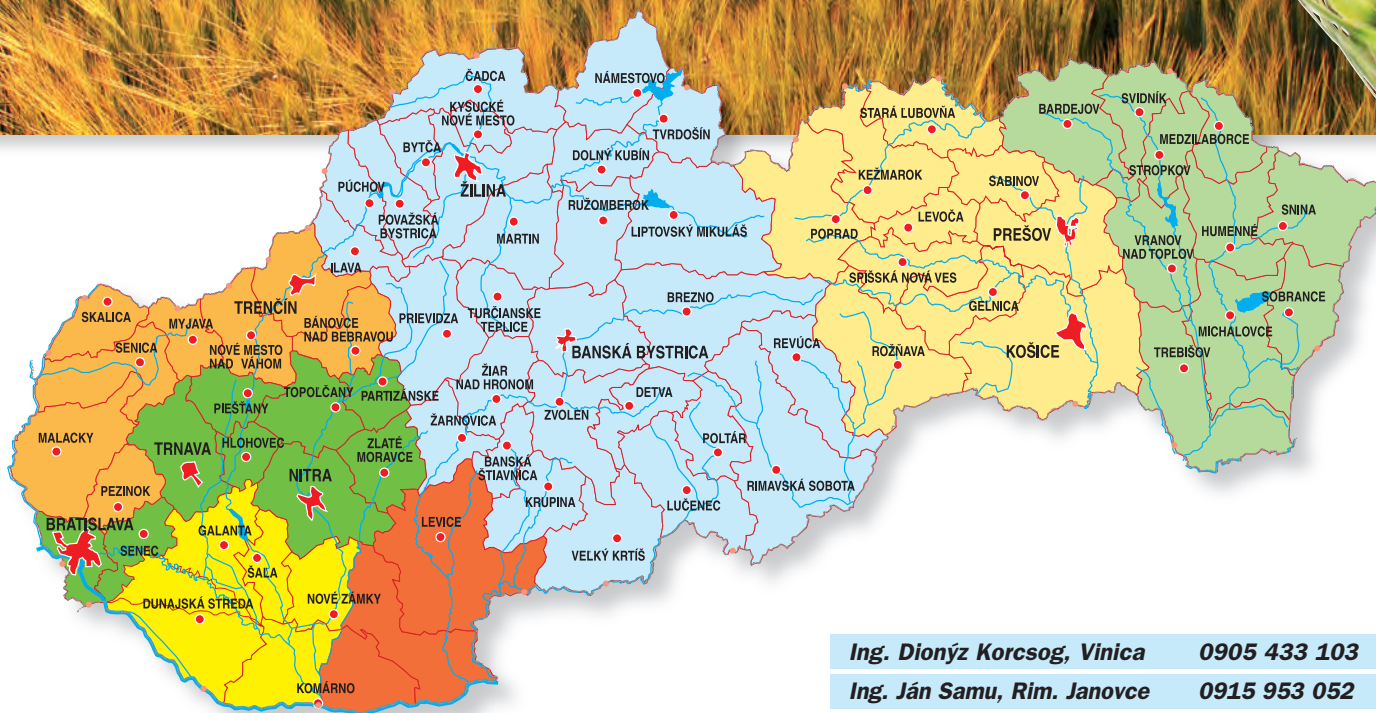 ČADCA
NÁMESTOVO
KYSUCKÉ
NOVÉ MESTO
TVRDOŠÍN
BYTČA
DOLNÝ KUBÍN
ŽILINA
PÚCHOV
POVAŽSKÁ
BYSTRICA
RUŽOMBEROK
LIPTOVSKÝ MIKULÁŠ
MARTIN
ILAVA
STARÁ LUBOVŇA
BARDEJOV
SVIDNÍK
MEDZILABORCE
STROPKOV
KEŽMAROK
SABINOV
LEVOČA
POPRAD
PREŠOV
SNINA
HUMENNÉ
VRANOV
NAD TOPLOV
SPIŠSKÁ NOVÁ VES
GELNICA
SOBRANCE
MICHALOVCE
KOŠICE
ROŽŇAVA
TREBIŠOV
SKALICA
MYJAVA
TRENČÍN
SENICA
NOVÉ MESTO
NAD VÁHOM
BÁNOVCE
NAD BEBRAVOU
PRIEVIDZA
TURČIANSKE
TEPLICE
BREZNO
BANSKÁ BYSTRICA
REVÚCA
ŽIAR
NAD HRONOM
DETVA
ZVOLEN
TOPOLČANY
PARTIZÁNSKE
PIEŠŤANY
ŽARNOVICA
MALACKY
TRNAVA
HLOHOVEC
ZLATÉ
MORAVCE
NITRA
BANSKÁ
ŠTIAVNICA
POLTÁR
RIMAVSKÁ SOBOTA
KRUPINA
LUČENEC
PEZINOK
BRATISLAVA
SENEC
GALANTA
ŠALA
LEVICE
VELKÝ KRTÍŠ
DUNAJSKÁ STREDA
NOVÉ ZÁMKY
KOMÁRNO
Ing. Dionýz Korcsog, Vinica 0905 433 103
Ing. Ján Samu, Rim. Janovce 0915 953 052